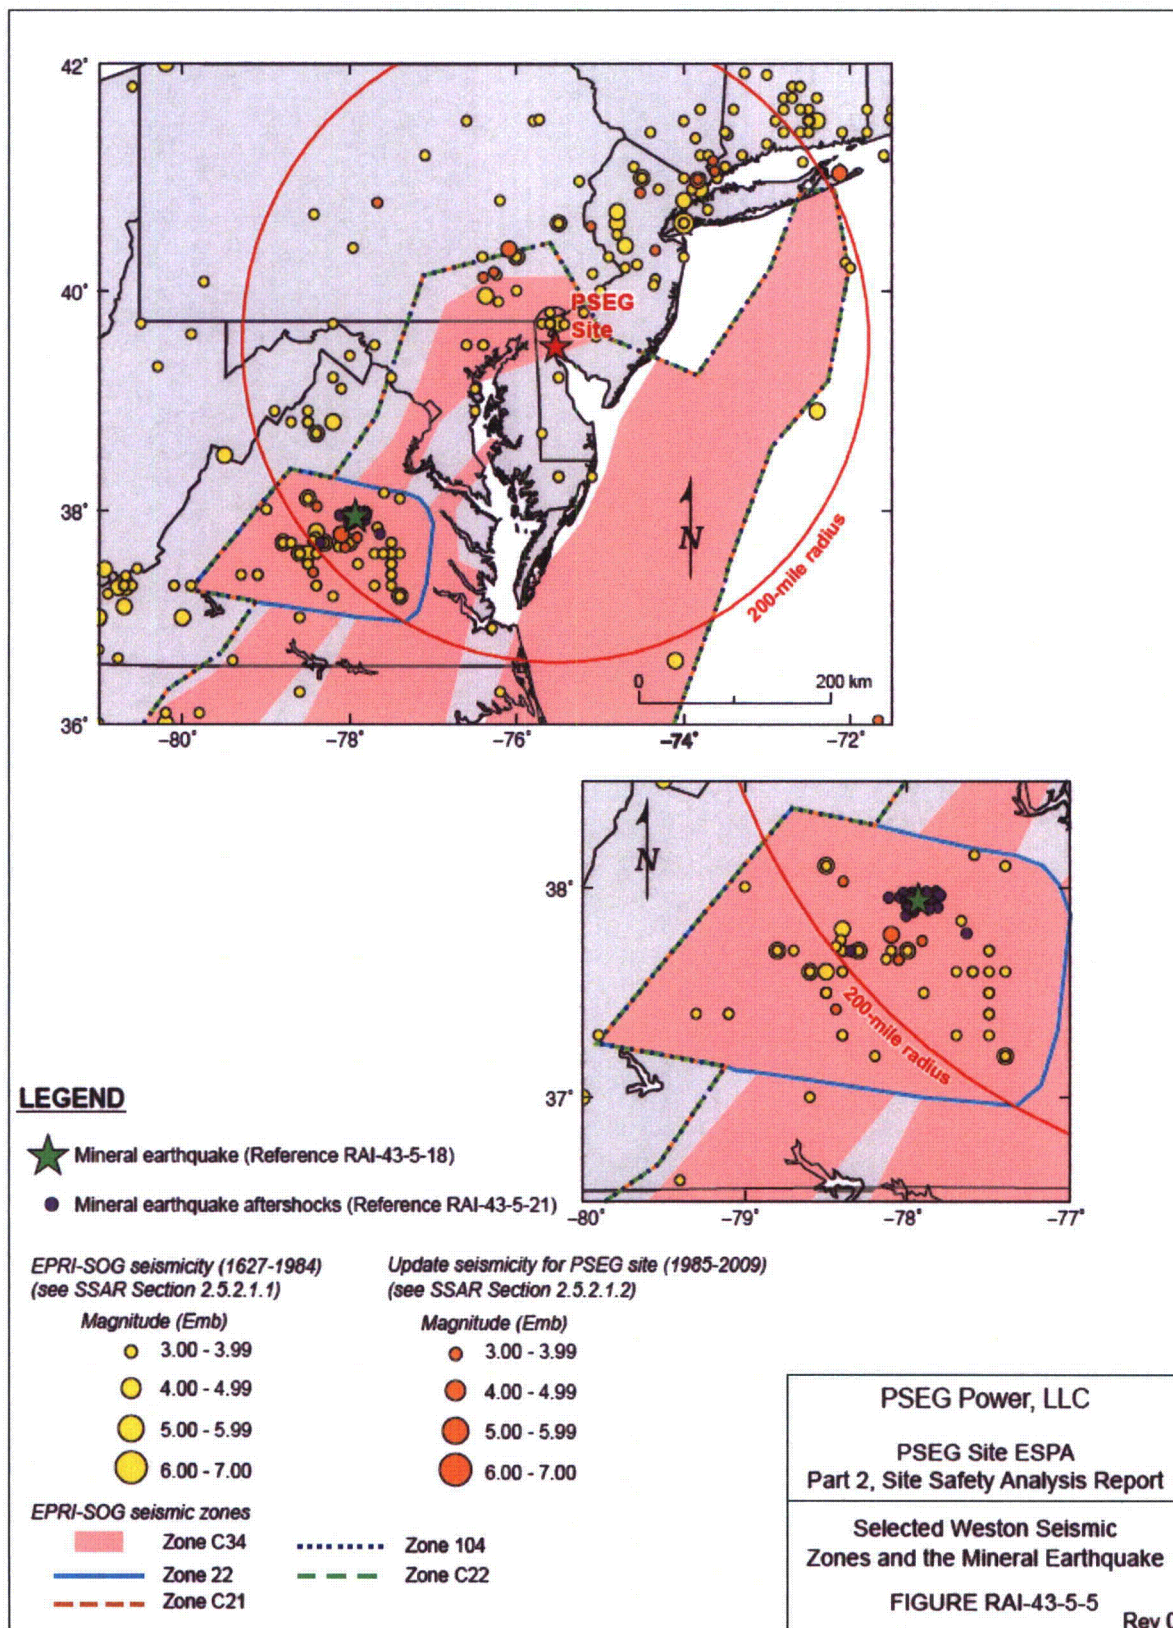 42°
40°
38°
36°
−80°
−78°
−76°
−74°
−72°
PSEG
Site
N
200-mile radius
0
200 km
N
38°
37°
200-mile radius
−80°
−79°
−78°
−77°
LEGEND
Mineral earthquake (Reference RAI-43-5-18)
Mineral earthquake aftershocks (Reference RAI-43-5-21)
EPRI-SOG seismicity (1627-1984)
(see SSAR Section 2.5.2.1.1)
Magnitude (Emb)
3.00 - 3.99
4.00 - 4.99
5.00 - 5.99
6.00 - 7.00
Update seismicity for PSEG site (1985-2009)
(see SSAR Section 2.5.2.1.2)
Magnitude (Emb)
3.00 - 3.99
4.00 - 4.99
5.00 - 5.99
6.00 - 7.00
EPRI-SOG seismic zones
Zone C34
Zone 22
Zone C21
Zone 104
Zone C22
PSEG Power, LLC
PSEG Site ESPA
Part 2, Site Safety Analysis Report
Selected Weston Seismic
Zones and the Mineral Earthquake
FIGURE RAI-43-5-5
Rev 0